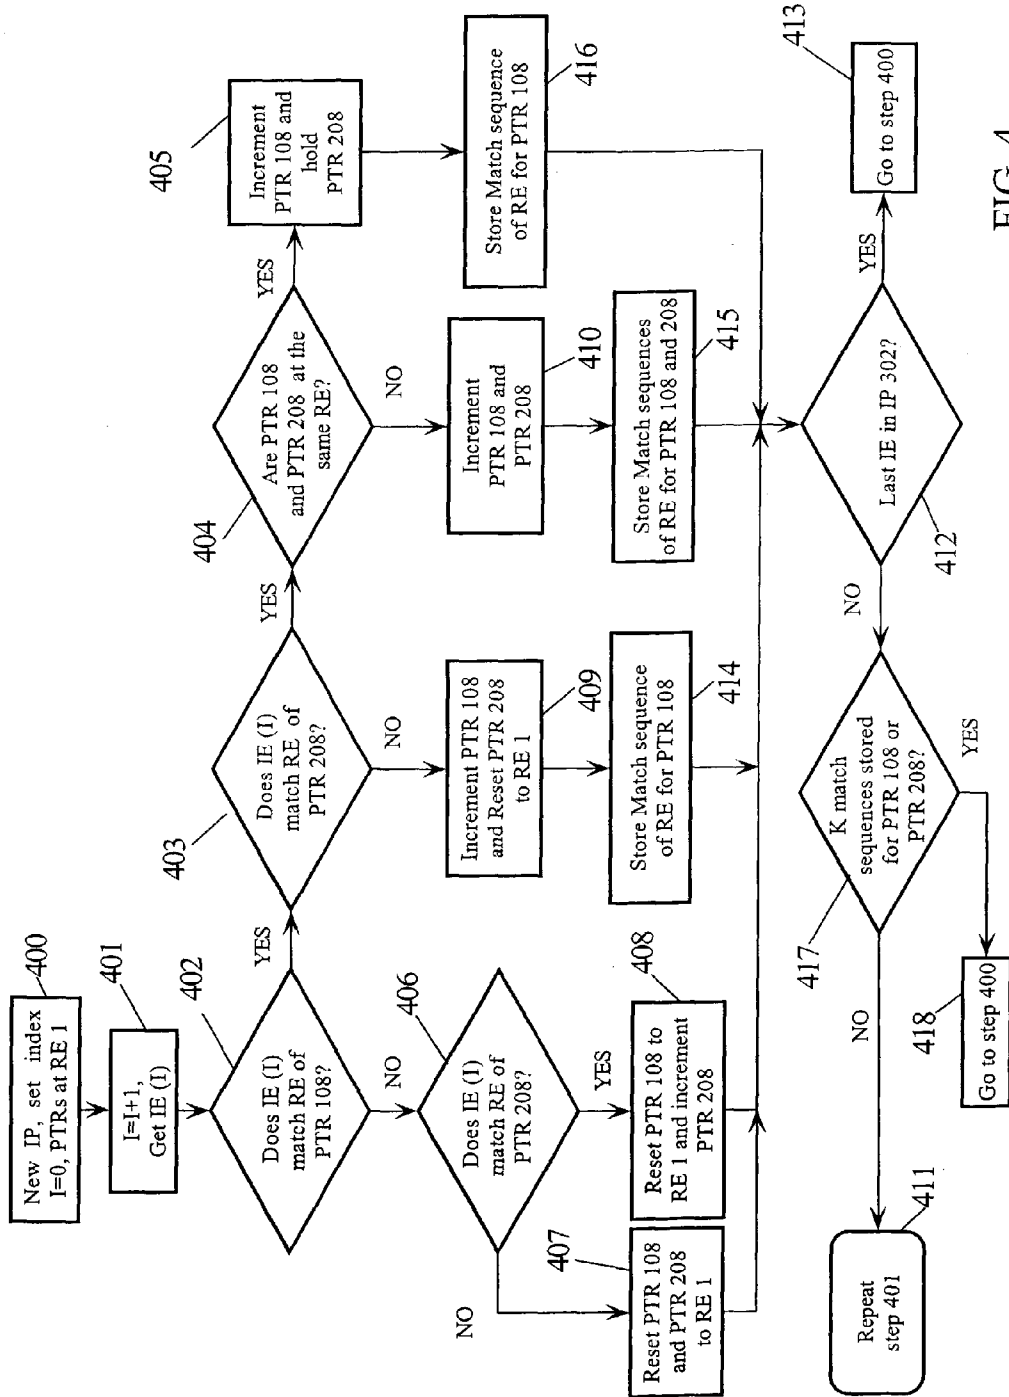 New IP, set index
I=0, PTRs at RE 1
400
I=I+1,
Get IE (I)
401
Does IE (I)
match RE of
PTR 108?
402
YES
NO
Does IE (I)
match RE of
PTR 208?
403
YES
NO
Are PTR 108
and PTR 208 at the
same RE?
404
YES
NO
Increment
PTR 108 and
hold
PTR 208
405
Does IE (I)
match RE of
PTR 208?
406
NO
YES
Reset PTR 108
and PTR 208
to RE 1
407
Reset PTR 108 to
RE 1 and increment
PTR 208
408
Increment PTR 108
and Reset PTR 208
to RE 1
409
Increment
PTR 108 and
PTR 208
410
Store Match sequence
of RE for PTR 108
414
Store Match sequences
of RE for PTR 108 and 208
415
Store Match sequence
of RE for PTR 108
416
Last IE in IP 302?
412
YES
NO
Go to step 400
413
K match
sequences stored
for PTR 108 or
PTR 208?
417
YES
NO
Go to step 400
418
Repeat
step 401
411
FIG. 4